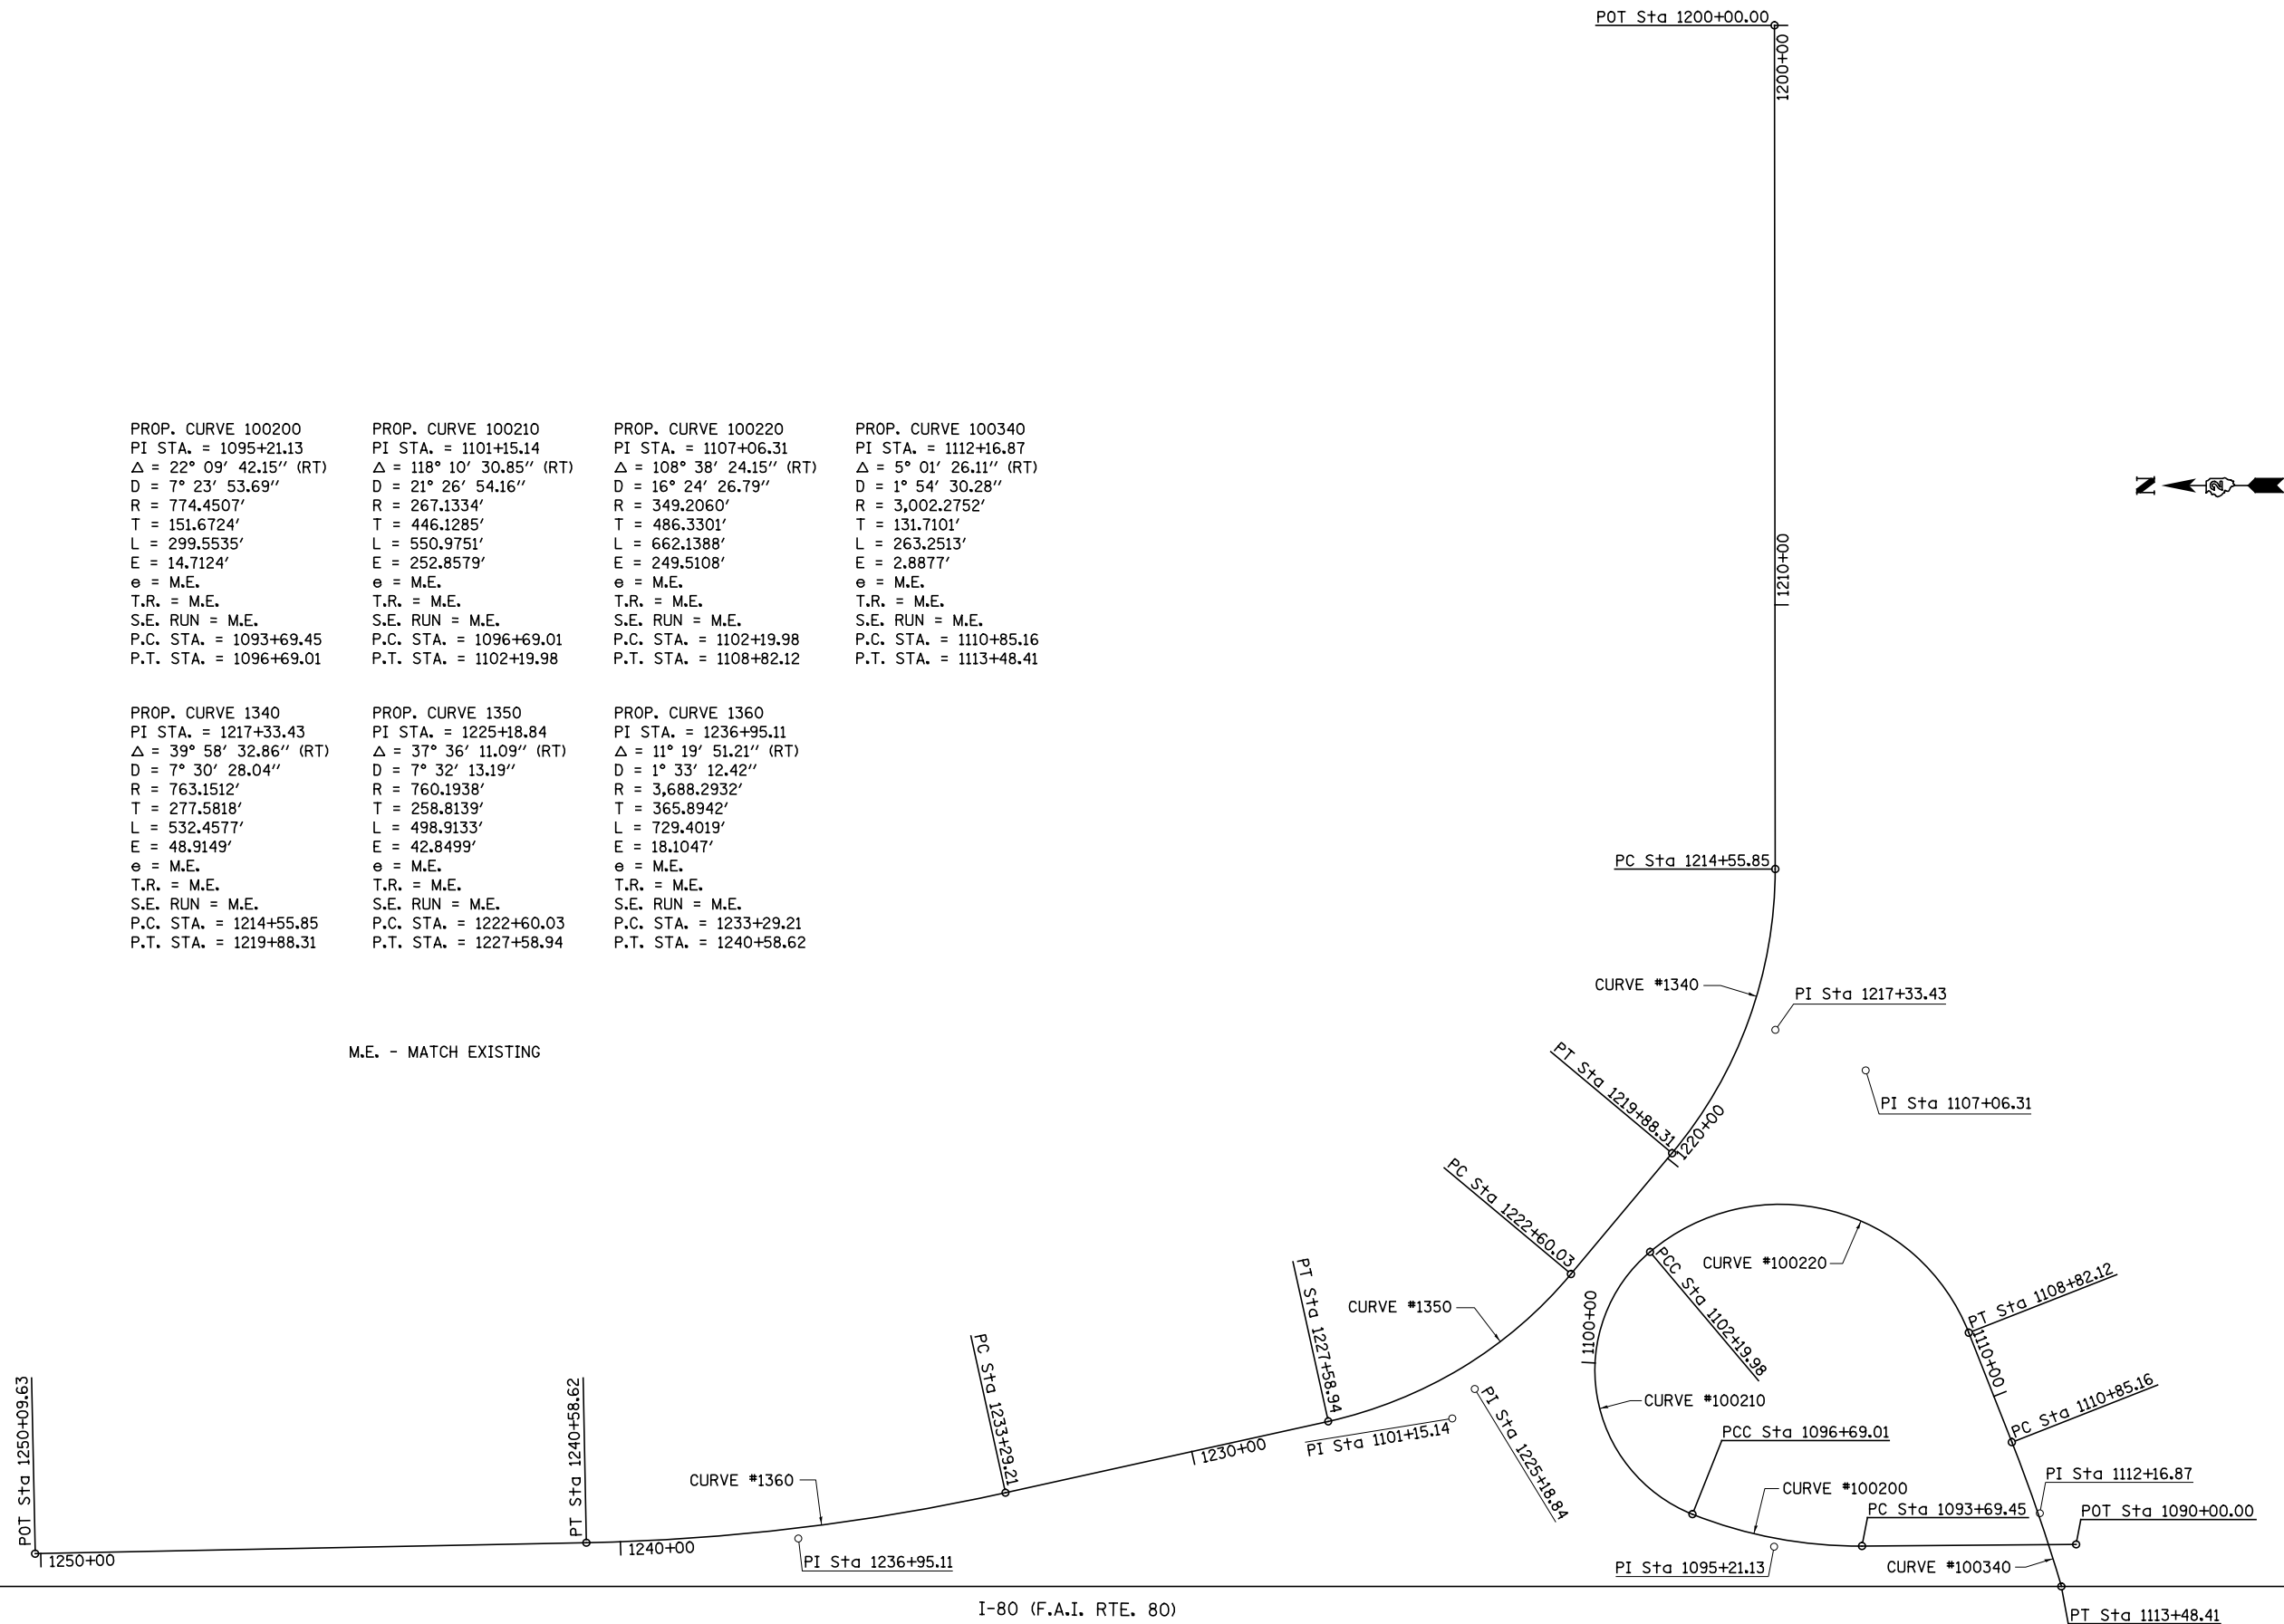 POT Sta 1200+00.00
1200+00
PROP. CURVE 100200
PI STA. = 1095+21.13
Δ = 22° 09′ 42.15″ (RT)
D = 7° 23′ 53.69″
R = 774.4507′
T = 151.6724′
L = 299.5535′
E = 14.7124′
e = M.E.
T.R. = M.E.
S.E. RUN = M.E.
P.C. STA. = 1093+69.45
P.T. STA. = 1096+69.01
PROP. CURVE 100210
PI STA. = 1101+15.14
Δ = 118° 10′ 30.85″ (RT)
D = 21° 26′ 54.16″
R = 267.1334′
T = 446.1285′
L = 550.9751′
E = 252.8579′
e = M.E.
T.R. = M.E.
S.E. RUN = M.E.
P.C. STA. = 1096+69.01
P.T. STA. = 1102+19.98
PROP. CURVE 100220
PI STA. = 1107+06.31
Δ = 108° 38′ 24.15″ (RT)
D = 16° 24′ 26.79″
R = 349.2060′
T = 486.3301′
L = 662.1388′
E = 249.5108′
e = M.E.
T.R. = M.E.
S.E. RUN = M.E.
P.C. STA. = 1102+19.98
P.T. STA. = 1108+82.12
PROP. CURVE 100340
PI STA. = 1112+16.87
Δ = 5° 01′ 26.11″ (RT)
D = 1° 54′ 30.28″
R = 3,002.2752′
T = 131.7101′
L = 263.2513′
E = 2.8877′
e = M.E.
T.R. = M.E.
S.E. RUN = M.E.
P.C. STA. = 1110+85.16
P.T. STA. = 1113+48.41
N
2
1210+00
PROP. CURVE 1340
PI STA. = 1217+33.43
Δ = 39° 58′ 32.86″ (RT)
D = 7° 30′ 28.04″
R = 763.1512′
T = 277.5818′
L = 532.4577′
E = 48.9149′
e = M.E.
T.R. = M.E.
S.E. RUN = M.E.
P.C. STA. = 1214+55.85
P.T. STA. = 1219+88.31
PROP. CURVE 1350
PI STA. = 1225+18.84
Δ = 37° 36′ 11.09″ (RT)
D = 7° 32′ 13.19″
R = 760.1938′
T = 258.8139′
L = 498.9133′
E = 42.8499′
e = M.E.
T.R. = M.E.
S.E. RUN = M.E.
P.C. STA. = 1222+60.03
P.T. STA. = 1227+58.94
PROP. CURVE 1360
PI STA. = 1236+95.11
Δ = 11° 19′ 51.21″ (RT)
D = 1° 33′ 12.42″
R = 3,688.2932′
T = 365.8942′
L = 729.4019′
E = 18.1047′
e = M.E.
T.R. = M.E.
S.E. RUN = M.E.
P.C. STA. = 1233+29.21
P.T. STA. = 1240+58.62
PC Sta 1214+55.85
CURVE #1340
PI Sta 1217+33.43
M.E. - MATCH EXISTING
PT Sta 1219+88.31
PI Sta 1107+06.31
1220+00
PC Sta 1222+60.03
CURVE #100220
PCC Sta 1102+19.98
PT Sta 1108+82.12
PT Sta 1227+58.94
CURVE #1350
1100+00
1110+00
PC Sta 1233+29.21
POT Sta 1250+09.63
PT Sta 1240+58.62
CURVE #100210
PC Sta 1110+85.16
PI Sta 1101+15.14
PI Sta 1225+18.84
PCC Sta 1096+69.01
1230+00
CURVE #1360
PI Sta 1112+16.87
CURVE #100200
PC Sta 1093+69.45
POT Sta 1090+00.00
1250+00
1240+00
PI Sta 1236+95.11
PI Sta 1095+21.13
CURVE #100340
I-80 (F.A.I. RTE. 80)
PT Sta 1113+48.41